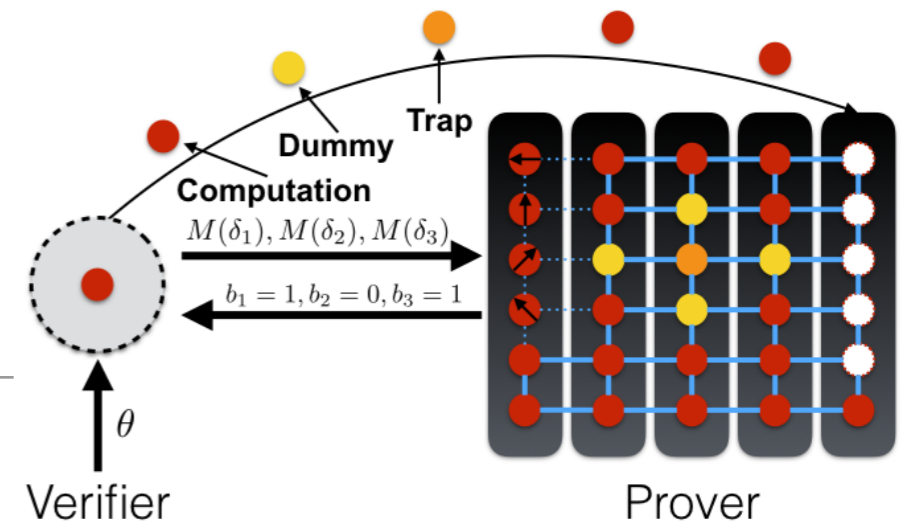 Trap
Dummy
Computation
M(δ₁), M(δ₂), M(δ₃)
b₁ = 1, b₂ = 0, b₃ = 1
θ
Verifier
Prover